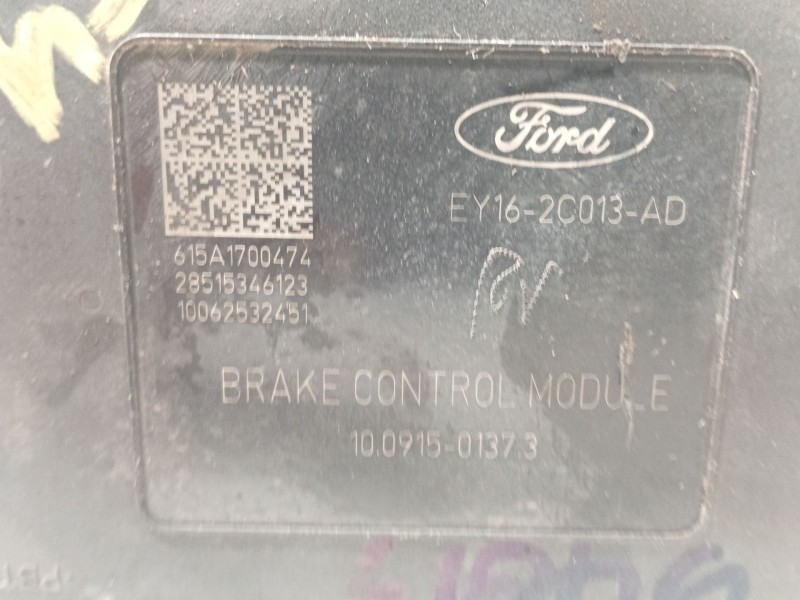 Ford
EY16-2C013-AD
615A1700474
28515346123
10062532451
BRAKE CONTROL MODULE
10.0915-0137.3